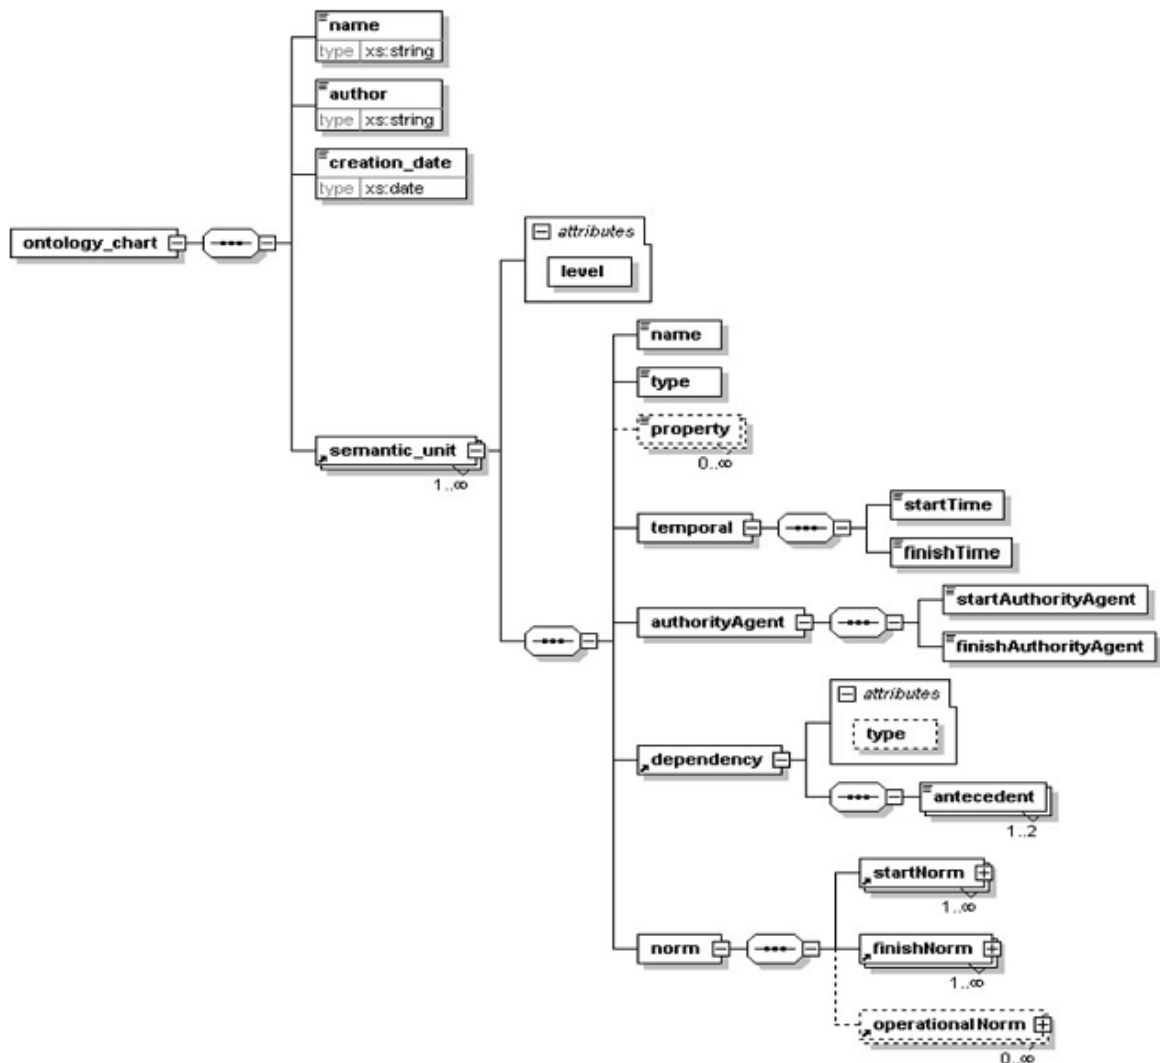 name
type xs:string
author
type xs:string
creation_date
type xs:date
ontology_chart
attributes
level
name
type
property
0..∞
semantic_unit
1..∞
temporal
startTime
finishTime
authorityAgent
startAuthorityAgent
finishAuthorityAgent
attributes
type
dependency
antecedent
1..2
startNorm
1..∞
norm
finishNorm
1..∞
operationalNorm
0..∞